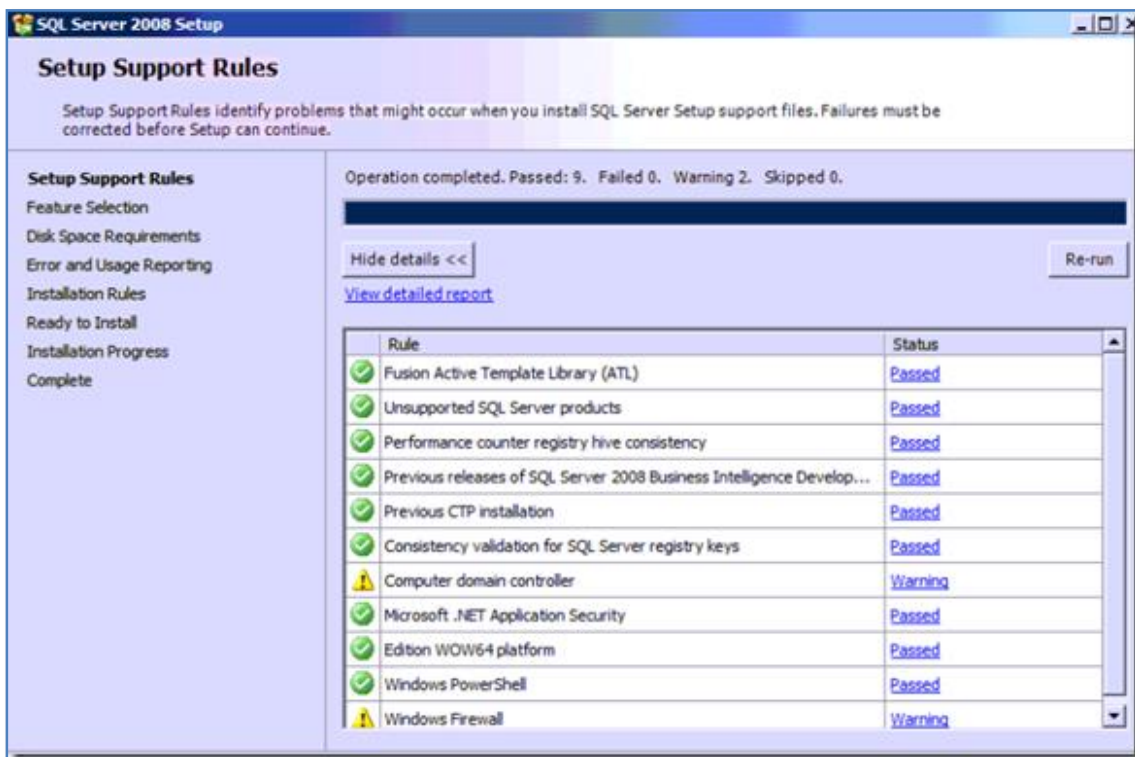 SQL Server 2008 Setup
Setup Support Rules
Setup Support Rules identify problems that might occur when you install SQL Server Setup support files. Failures must be
corrected before Setup can continue.
Setup Support Rules
Feature Selection
Disk Space Requirements
Error and Usage Reporting
Installation Rules
Ready to Install
Installation Progress
Complete
Operation completed. Passed: 9. Failed 0. Warning 2. Skipped 0.
Hide details <<
Re-run
View detailed report
Rule Status
Fusion Active Template Library (ATL) Passed
Unsupported SQL Server products Passed
Performance counter registry hive consistency Passed
Previous releases of SQL Server 2008 Business Intelligence Develop... Passed
Previous CTP installation Passed
Consistency validation for SQL Server registry keys Passed
Computer domain controller Warning
Microsoft .NET Application Security Passed
Edition WOW64 platform Passed
Windows PowerShell Passed
Windows Firewall Warning